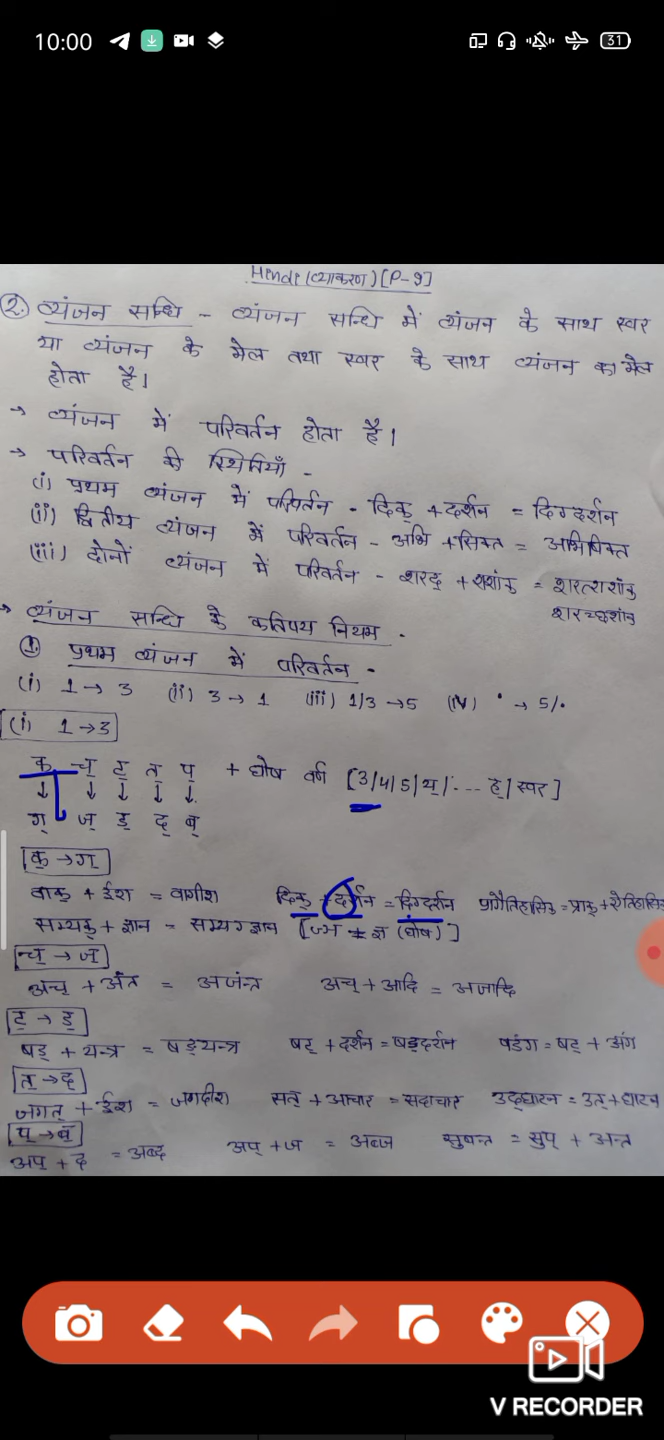 10:00
31
Hindi (व्याकरण) [P-9]
2. व्यंजन सन्धि - व्यंजन सन्धि में व्यंजन के साथ स्वर
या व्यंजन के मेल तथा स्वर के साथ व्यंजन का मेल
होता है।
→ व्यंजन में परिवर्तन होता है।
→ परिवर्तन की स्थितियाँ -
(i) प्रथम व्यंजन में परिवर्तन - दिक् + दर्शन = दिग्दर्शन
(ii) द्वितीय व्यंजन में परिवर्तन - अभि + सिक्त = अभिषिक्त
(iii) दोनों व्यंजन में परिवर्तन - शरद् + शशांक = शरत्शशांक
शरच्छशांक
→ व्यंजन सन्धि के कतिपय नियम -
1. प्रथम व्यंजन में परिवर्तन -
(i) 1→3 (ii) 3→1 (iii) 1/3→5 (iv) ं → 5/ं
(i) 1→3
क् च् ट् त् प् + घोष वर्ण [3/4/5/य्/... ह्/स्वर]
↓ ↓ ↓ ↓ ↓
ग् ज् ड् द् ब्
क्→ग्
वाक् + ईश = वागीश दिक् + दर्शन = दिग्दर्शन प्रागैतिहासिक = प्राक् + ऐतिहासिक
सम्यक् + ज्ञान = सम्यग्ज्ञान [ज्ञ (घोष)]
च्→ज्
अच् + अंत = अजंन्त अच् + आदि = अजादि
ट्→ड्
षड् + यन्त्र = षड्यन्त्र षट् + दर्शन = षड्दर्शन षडंग = षट् + अंग
त्→द्
जगत् + ईश = जगदीश सत् + आचार = सदाचार उद्घाटन = उत् + घाटन
प्→ब्
अप् + द = अब्द अप् + ज = अब्ज सुबन्त = सुप् + अन्त
V RECORDER